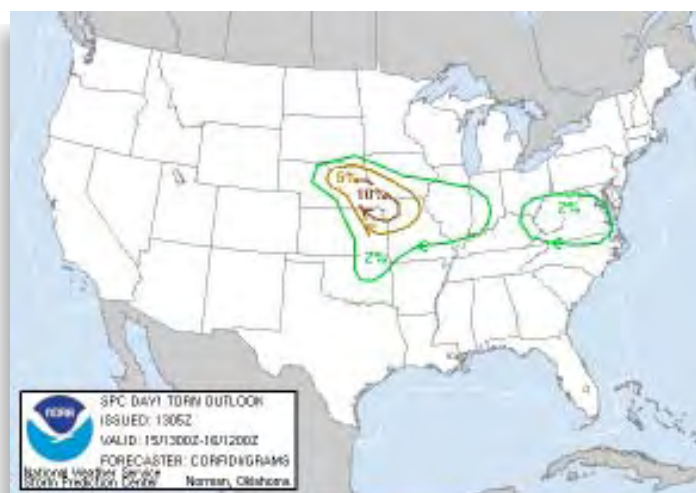 5%
10%
2%
2%
NOAA
SPC DAY1 TORN OUTLOOK
ISSUED: 1305Z
VALID: 15/1300Z-16/1200Z
FORECASTER: CORFIDI/GRAMS
National Weather Service
Storm Prediction Center Norman, Oklahoma